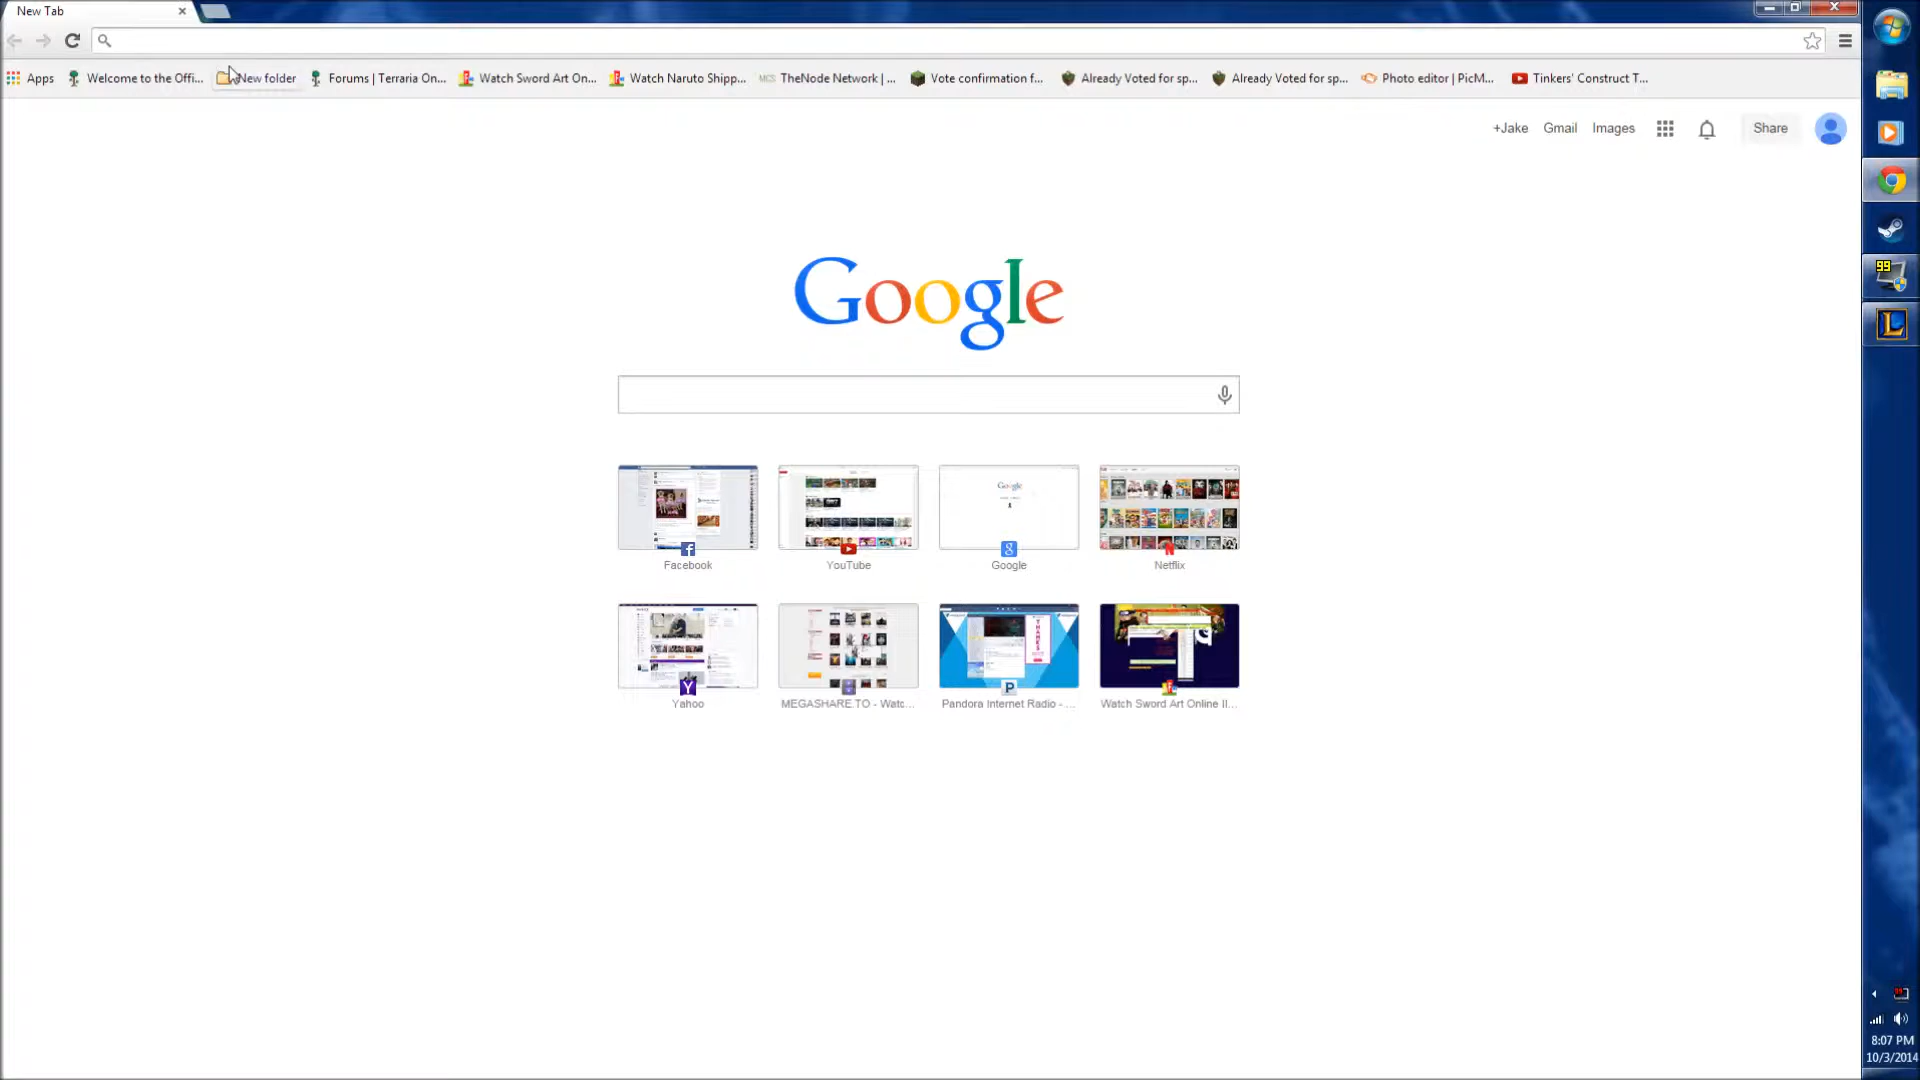 New Tab
Apps Welcome to the Offi... New folder Forums | Terraria On... Watch Sword Art On... Watch Naruto Shipp... MCS TheNode Network | ... Vote confirmation f... Already Voted for sp... Already Voted for sp... Photo editor | PicM... Tinkers' Construct T...
+Jake Gmail Images Share
Google
Facebook YouTube Google Netflix
Yahoo MEGASHARE.TO - Watc... Pandora Internet Radio - ... Watch Sword Art Online II...
99
8:07 PM
10/3/2014